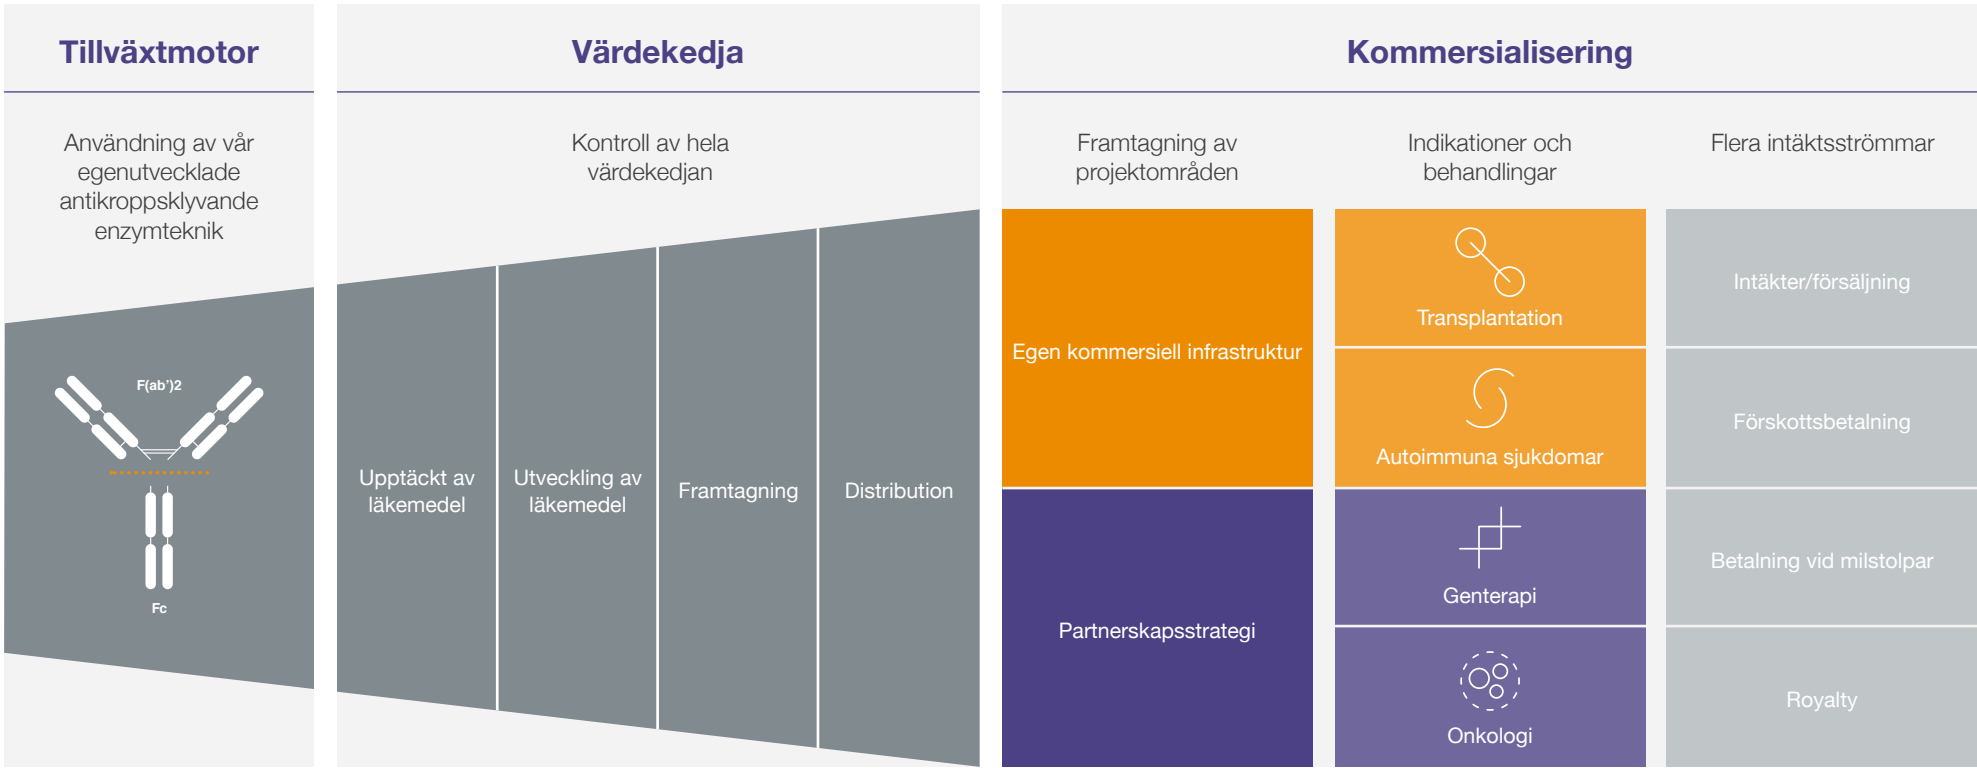 Tillväxtmotor
Användning av vår
egenutvecklade
antikroppsklyvande
enzymteknik
F(ab’)2
Fc
Värdekedja
Kontroll av hela
värdekedjan
Upptäckt av
läkemedel
Utveckling av
läkemedel
Framtagning
Distribution
Kommersialisering
Framtagning av
projektområden
Egen kommersiell infrastruktur
Partnerskapsstrategi
Indikationer och
behandlingar
Transplantation
Autoimmuna sjukdomar
Genterapi
Onkologi
Flera intäktsströmmar
Intäkter/försäljning
Förskottsbetalning
Betalning vid milstolpar
Royalty